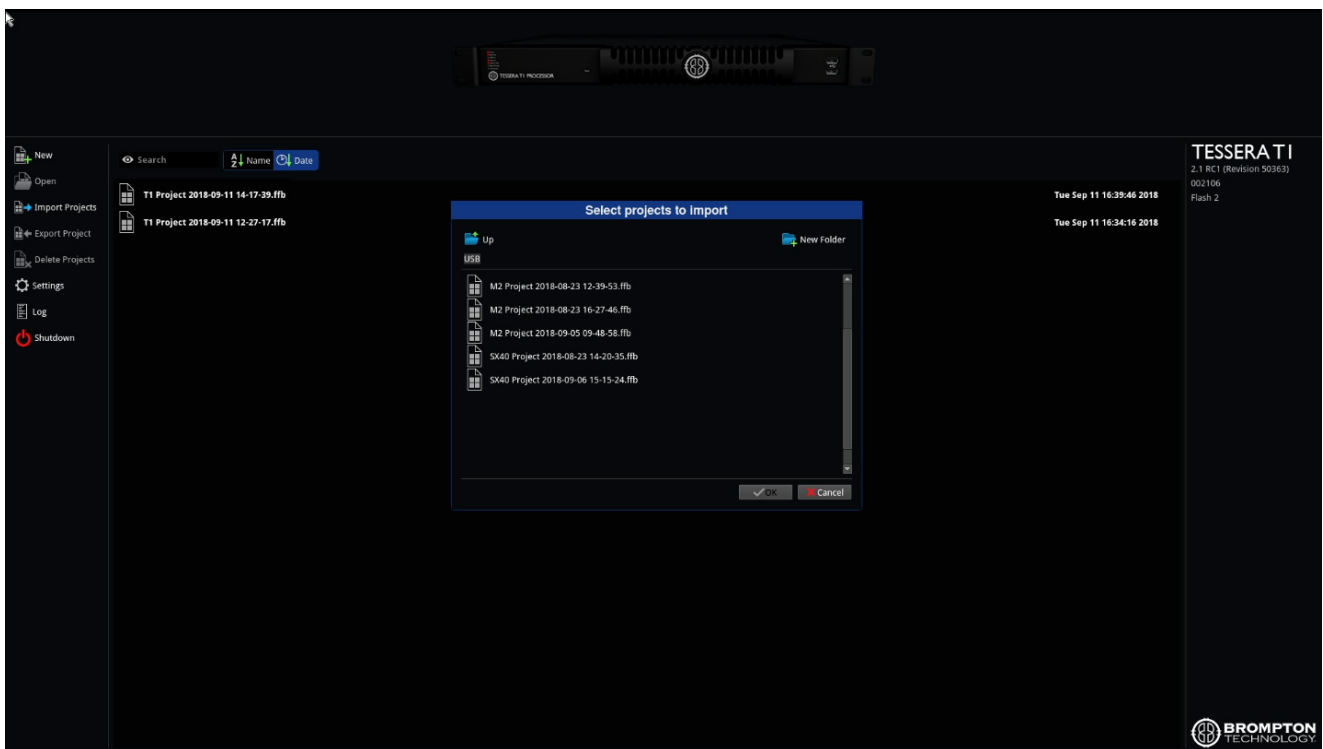 TESSERA T1 PROCESSOR
New
Open
Import Projects
Export Project
Delete Projects
Settings
Log
Shutdown
Search
Name
Date
T1 Project 2018-09-11 14-17-39.ffb
Tue Sep 11 16:39:46 2018
T1 Project 2018-09-11 12-27-17.ffb
Tue Sep 11 16:34:16 2018
Select projects to import
Up
New Folder
USB
M2 Project 2018-08-23 12-39-53.ffb
M2 Project 2018-08-23 16-27-46.ffb
M2 Project 2018-09-05 09-48-58.ffb
SX40 Project 2018-08-23 14-20-35.ffb
SX40 Project 2018-09-06 15-15-24.ffb
OK
Cancel
TESSERA T1
2.1 RC1 (Revision 50363)
002106
Flash 2
BROMPTON
TECHNOLOGY